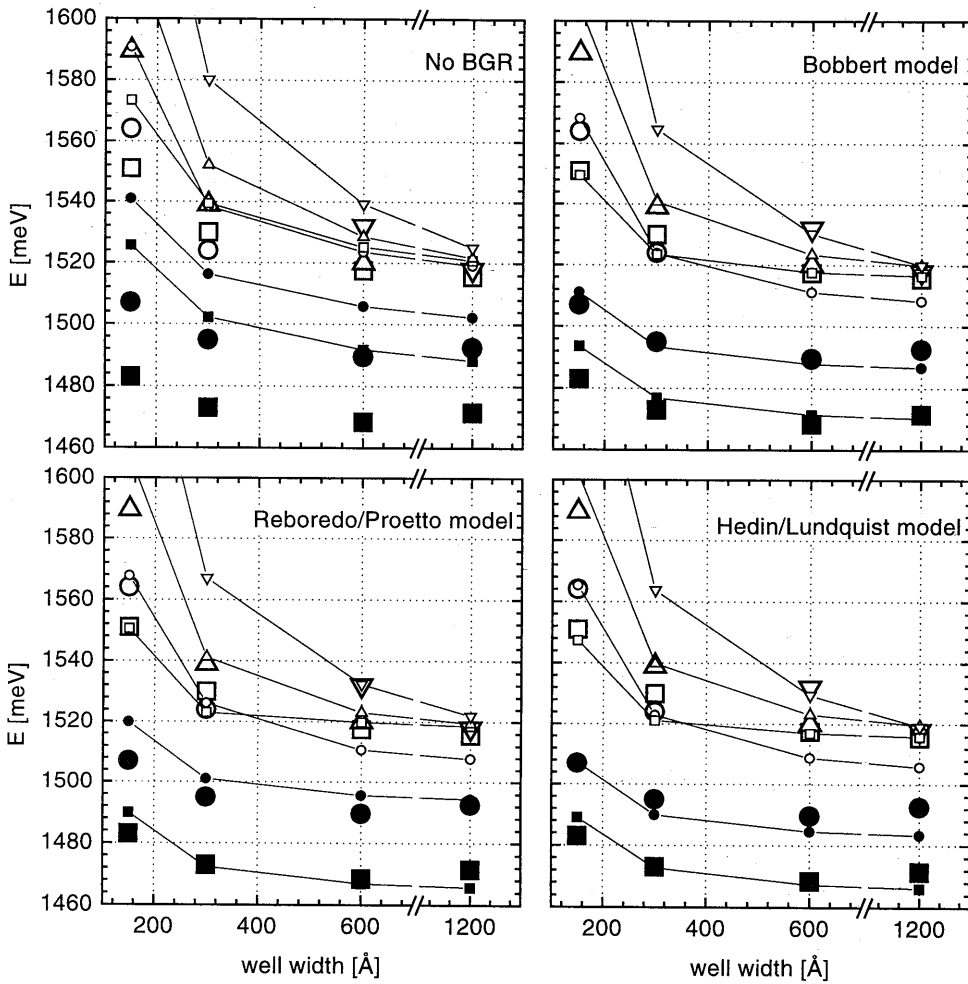 1600
No BGR
Bobbert model
1580
1560
1540
E [meV]
1520
1500
1480
1460
1600
Reboredo/Proetto model
Hedin/Lundquist model
1580
1560
1540
E [meV]
1520
1500
1480
1460
200 400 600 1200
200 400 600 1200
well width [Å]
well width [Å]